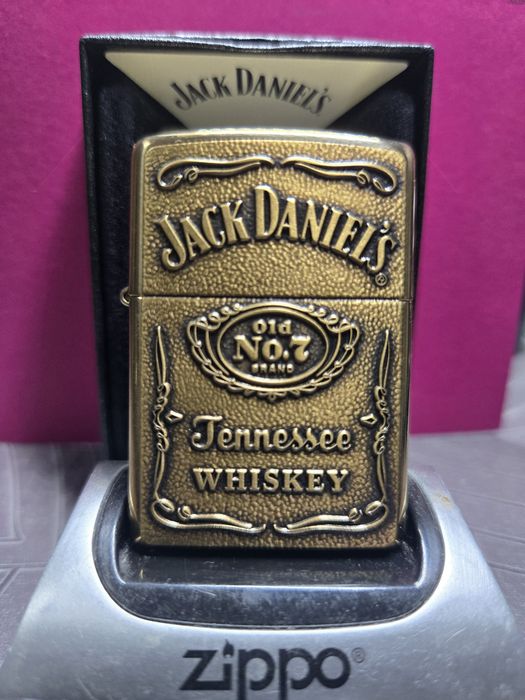 JACK DANIEL'S
JACK DANIEL'S®
Old
NO.7
BRAND
Tennessee
WHISKEY
zippo®